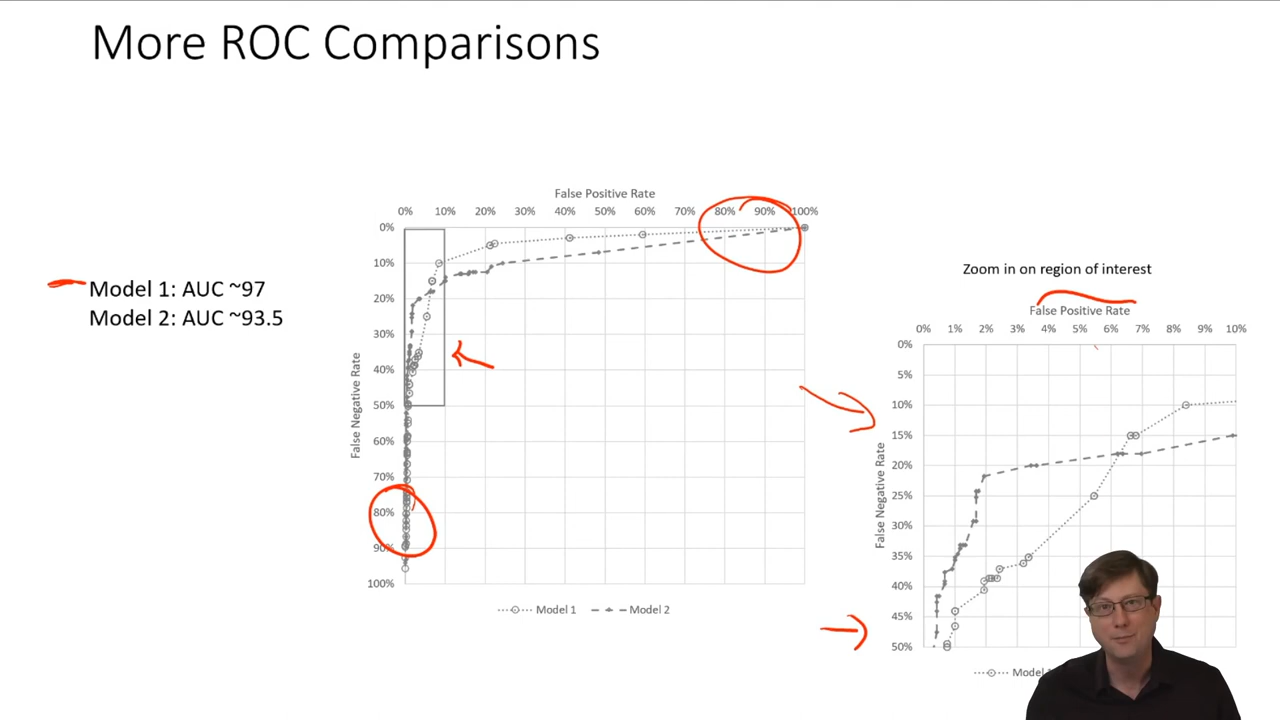 More ROC Comparisons
Model 1: AUC ~97
Model 2: AUC ~93.5
False Positive Rate
0% 10% 20% 30% 40% 50% 60% 70% 80% 90% 100%
0%
10%
20%
30%
40%
50%
60%
70%
80%
90%
100%
False Negative Rate
Model 1 Model 2
Zoom in on region of interest
False Positive Rate
0% 1% 2% 3% 4% 5% 6% 7% 8% 9% 10%
0%
5%
10%
15%
20%
25%
30%
35%
40%
45%
50%
False Negative Rate
Model